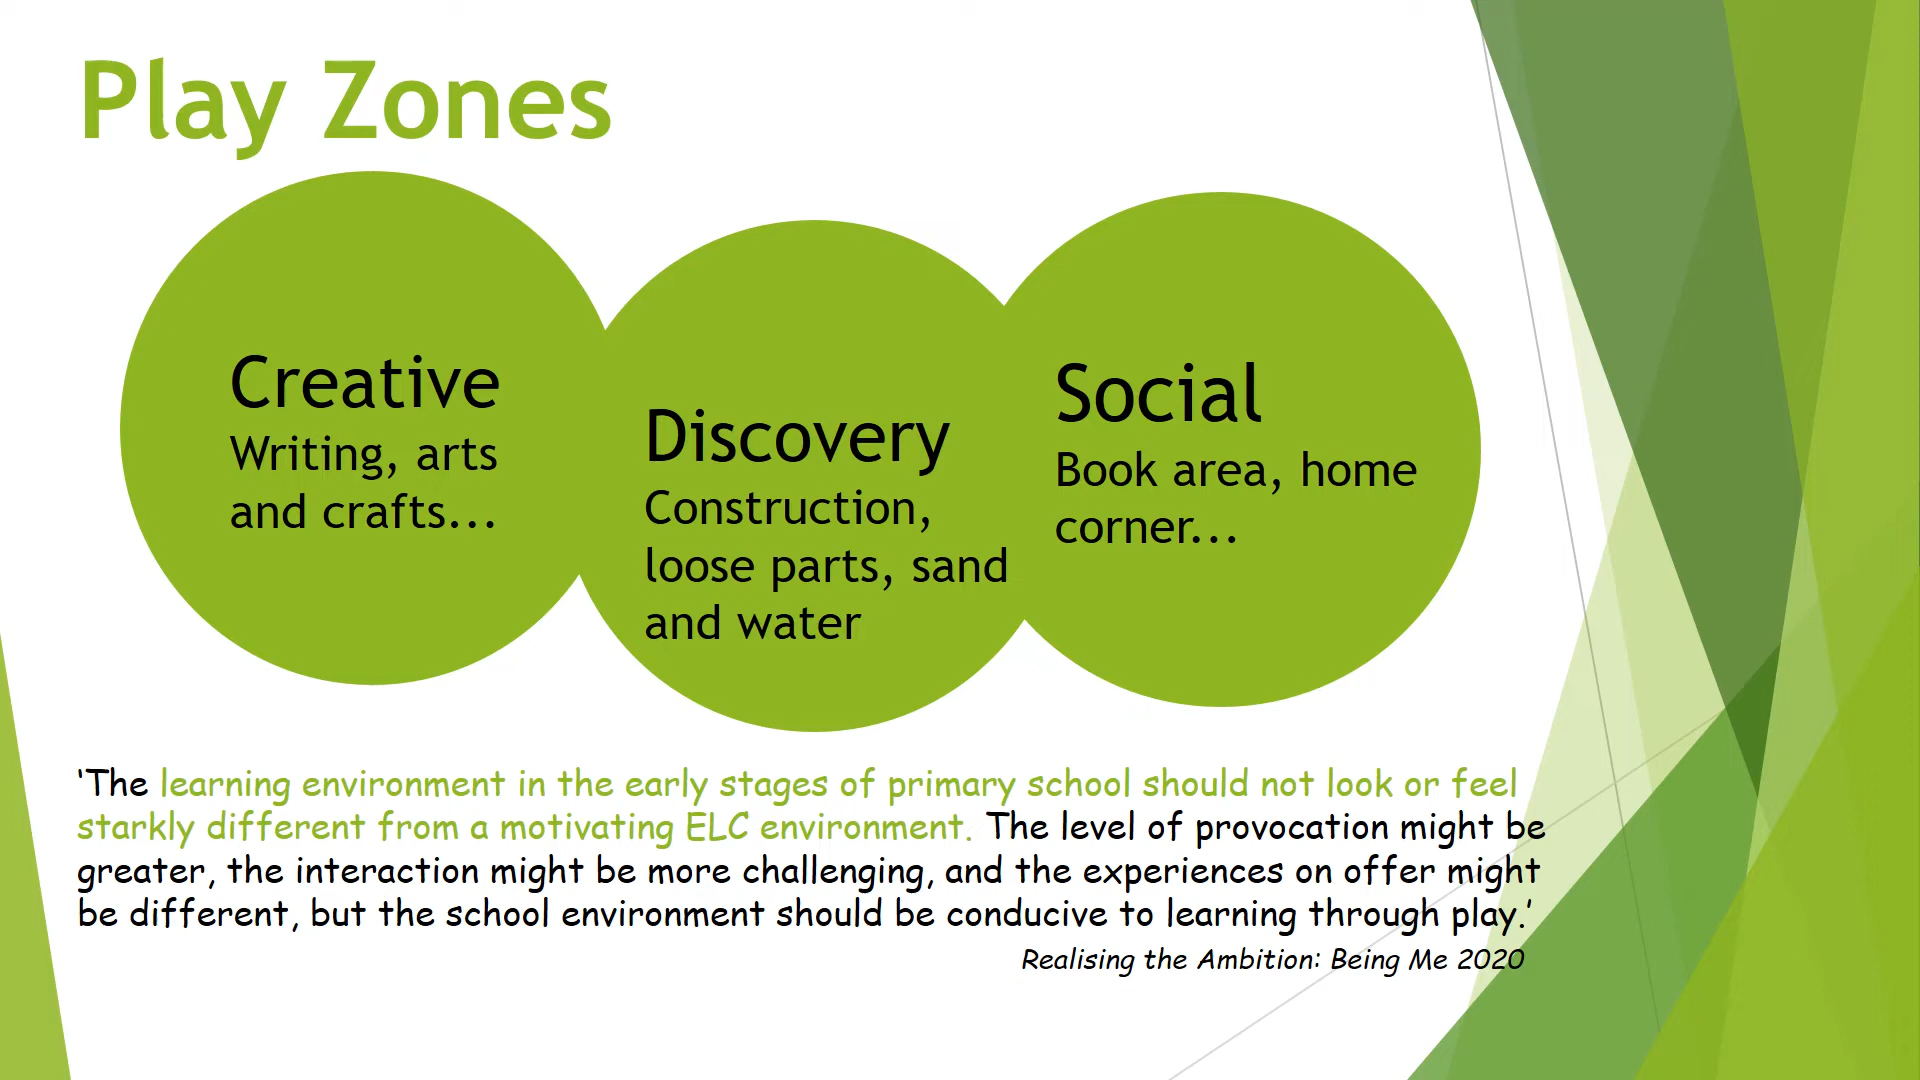 Play Zones
Creative
Writing, arts
and crafts...
Discovery
Construction,
loose parts, sand
and water
Social
Book area, home
corner...
‘The learning environment in the early stages of primary school should not look or feel
starkly different from a motivating ELC environment. The level of provocation might be
greater, the interaction might be more challenging, and the experiences on offer might
be different, but the school environment should be conducive to learning through play.’
Realising the Ambition: Being Me 2020